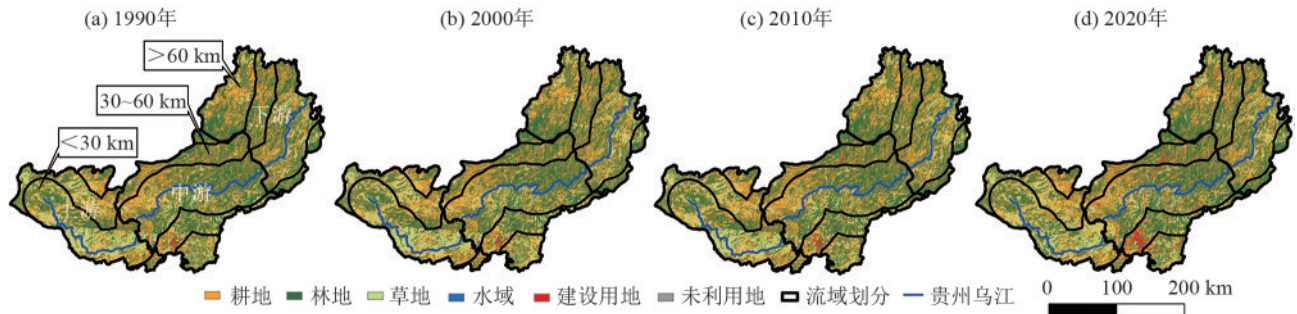 (a) 1990年
(b) 2000年
(c) 2010年
(d) 2020年
＞60 km
30~60 km
＜30 km
下游
中游
上游
耕地 林地 草地 水域 建设用地 未利用地 流域划分 贵州乌江
0 100 200 km